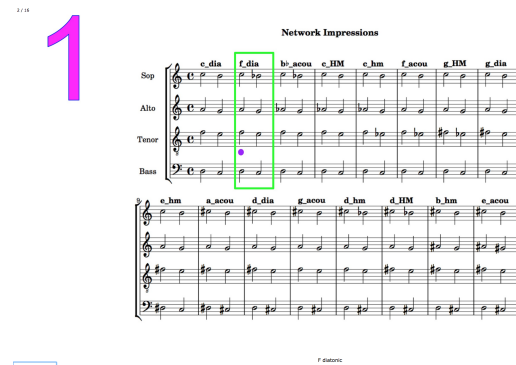 2 / 16
1
Network Impressions
c_dia f_dia b♭_acou c_HM c_hm f_acou g_HM g_dia
Sop
Alto
Tenor
Bass
9
e_hm a_acou d_dia g_acou d_hm d_HM b_hm e_acou
F diatonic